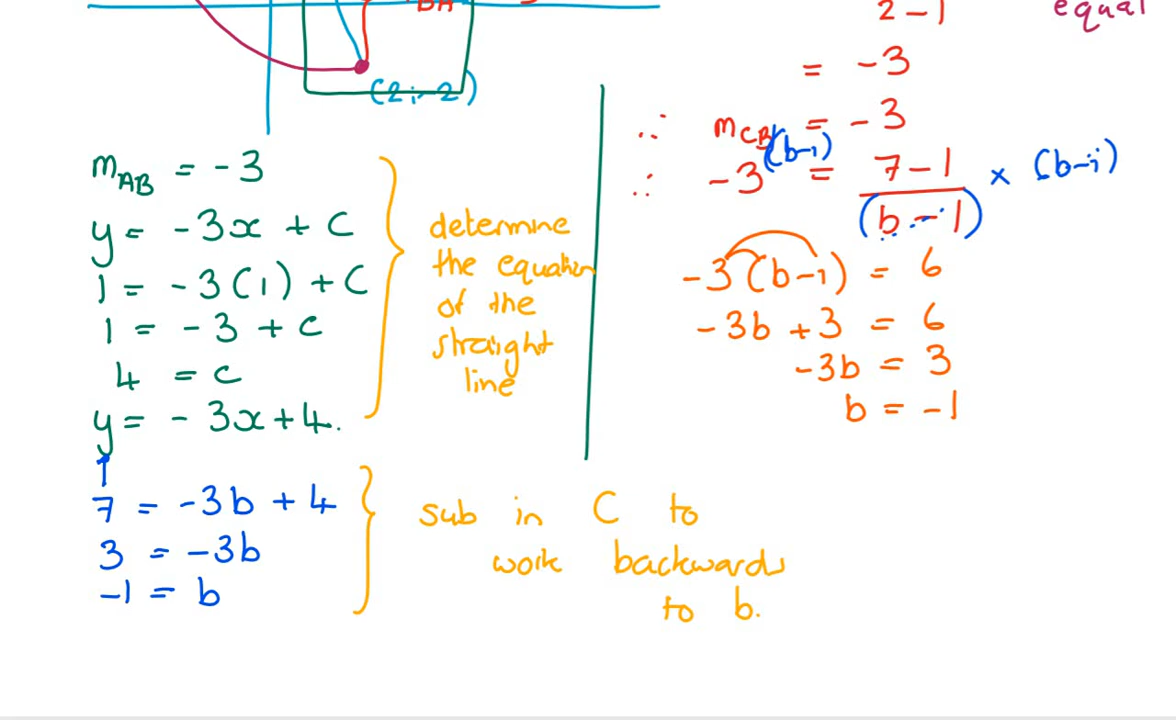 (2;-2)
2-1
equal
= -3
∴ mCB = -3
∴ -3(b-1) = 7-1/(b-1) × (b-1)
-3(b-1) = 6
-3b +3 = 6
-3b = 3
b = -1
mAB = -3
y = -3x + c
1 = -3(1) + c
1 = -3 + c
4 = c
y = -3x+4.
determine
the equation
of the
straight
line
7 = -3b + 4
3 = -3b
-1 = b
sub in C to
work backwards
to b.